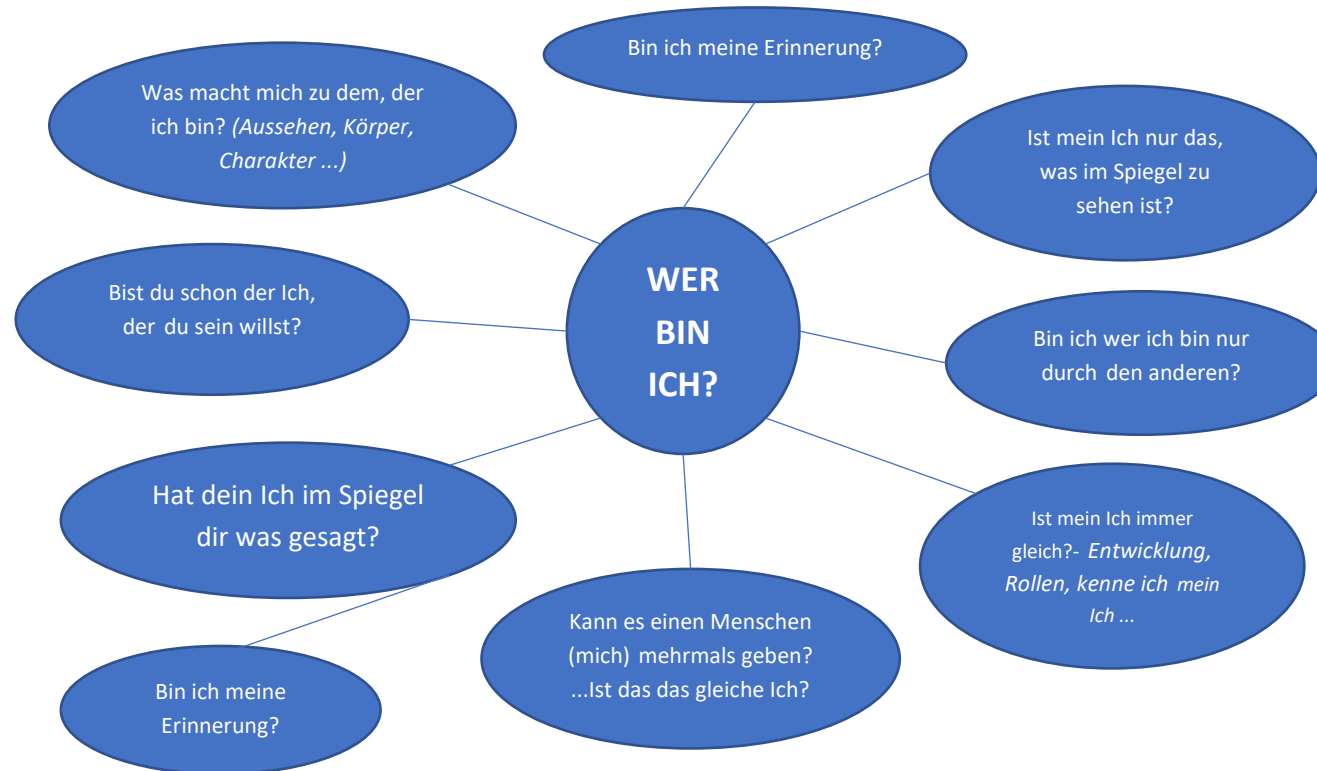 Bin ich meine Erinnerung?
Was macht mich zu dem, der
ich bin? (Aussehen, Körper,
Charakter ...)
Ist mein Ich nur das,
was im Spiegel zu
sehen ist?
WER
BIN
ICH?
Bist du schon der Ich,
der du sein willst?
Bin ich wer ich bin nur
durch den anderen?
Hat dein Ich im Spiegel
dir was gesagt?
Ist mein Ich immer
gleich?- Entwicklung,
Rollen, kenne ich mein
Ich ...
Kann es einen Menschen
(mich) mehrmals geben?
...Ist das das gleiche Ich?
Bin ich meine
Erinnerung?